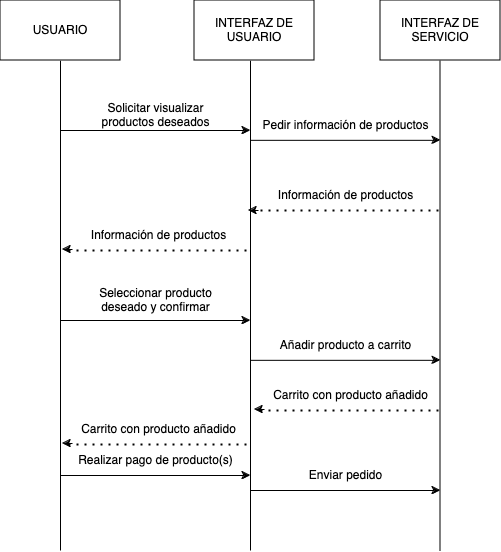 USUARIO
INTERFAZ DE
USUARIO
INTERFAZ DE
SERVICIO
Solicitar visualizar
productos deseados
Pedir información de productos
Información de productos
Información de productos
Seleccionar producto
deseado y confirmar
Añadir producto a carrito
Carrito con producto añadido
Carrito con producto añadido
Realizar pago de producto(s)
Enviar pedido